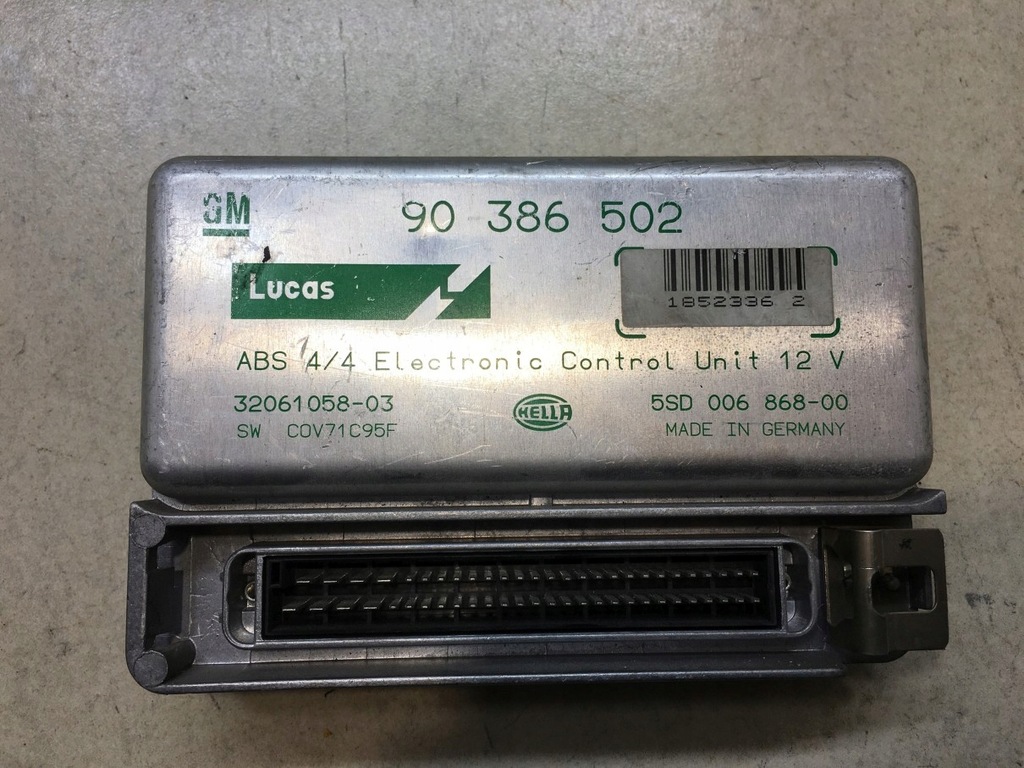 GM
90 386 502
Lucas
1852336 2
ABS 4/4 Electronic Control Unit 12 V
32061058-03
HELLA
5SD 006 868-00
SW COV71C95F
MADE IN GERMANY